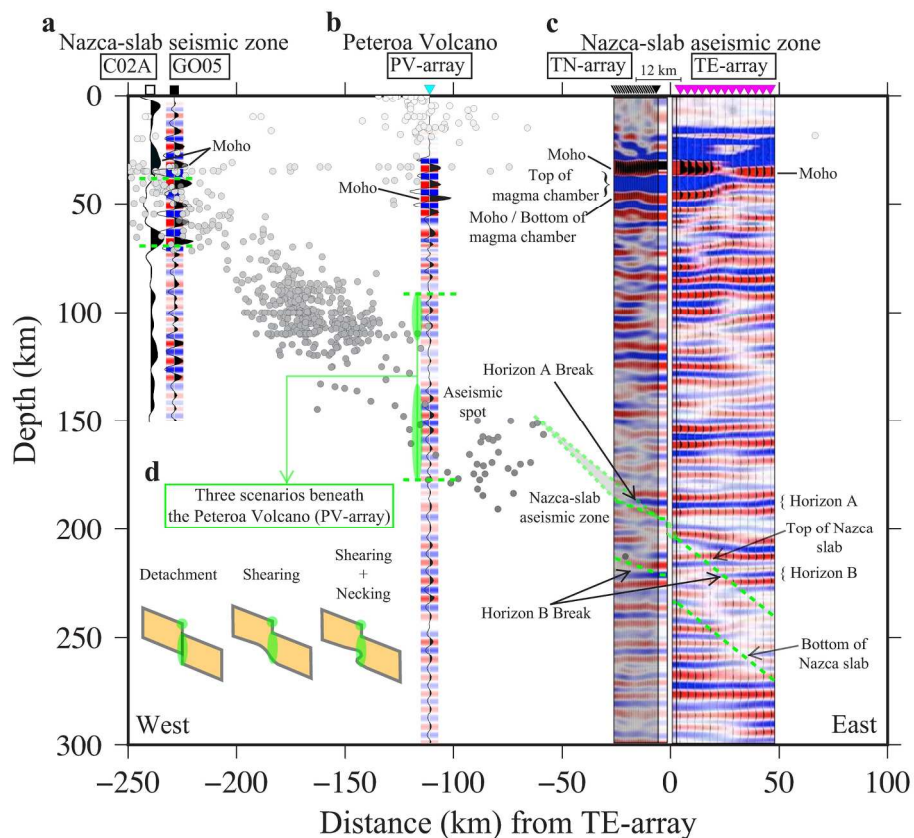 a
Nazca-slab seismic zone
C02A
GO05
b
Peteroa Volcano
PV-array
c
Nazca-slab aseismic zone
TN-array
12 km
TE-array
0
50
100
150
200
250
300
Depth (km)
Moho
Moho
Moho
Top of
magma chamber
Moho / Bottom of
magma chamber
Moho
Horizon A Break
Aseismic
spot
d
Three scenarios beneath
the Peteroa Volcano (PV-array)
Nazca-slab
aseismic zone
{ Horizon A
Top of Nazca
slab
{ Horizon B
Horizon B Break
Bottom of
Nazca slab
Detachment
Shearing
Shearing
+
Necking
West
East
-250
-200
-150
-100
-50
0
50
100
Distance (km) from TE-array